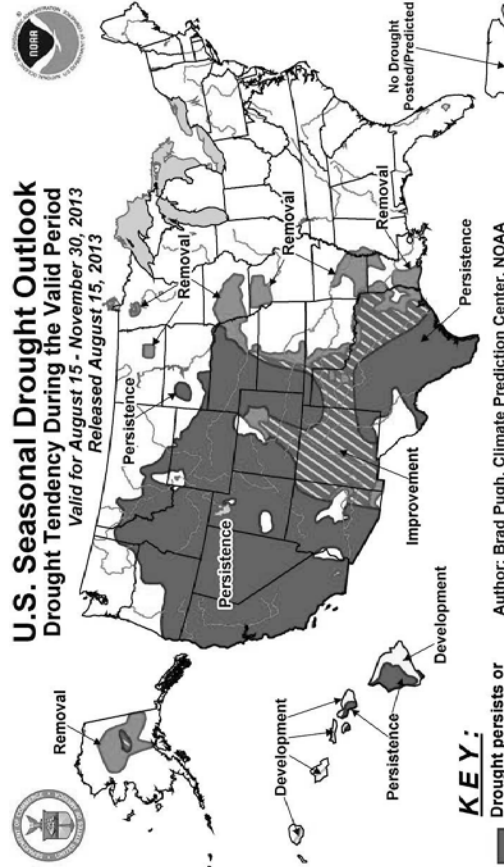 U.S. Seasonal Drought Outlook
Drought Tendency During the Valid Period
Valid for August 15 - November 30, 2013
Released August 15, 2013
NOAA
Removal
Persistence
Removal
Removal
Removal
Persistence
No Drought
Posted/Predicted
Improvement
Persistence
Development
Persistence
Development
KEY:
Drought persists or
Author: Brad Pugh, Climate Prediction Center, NOAA